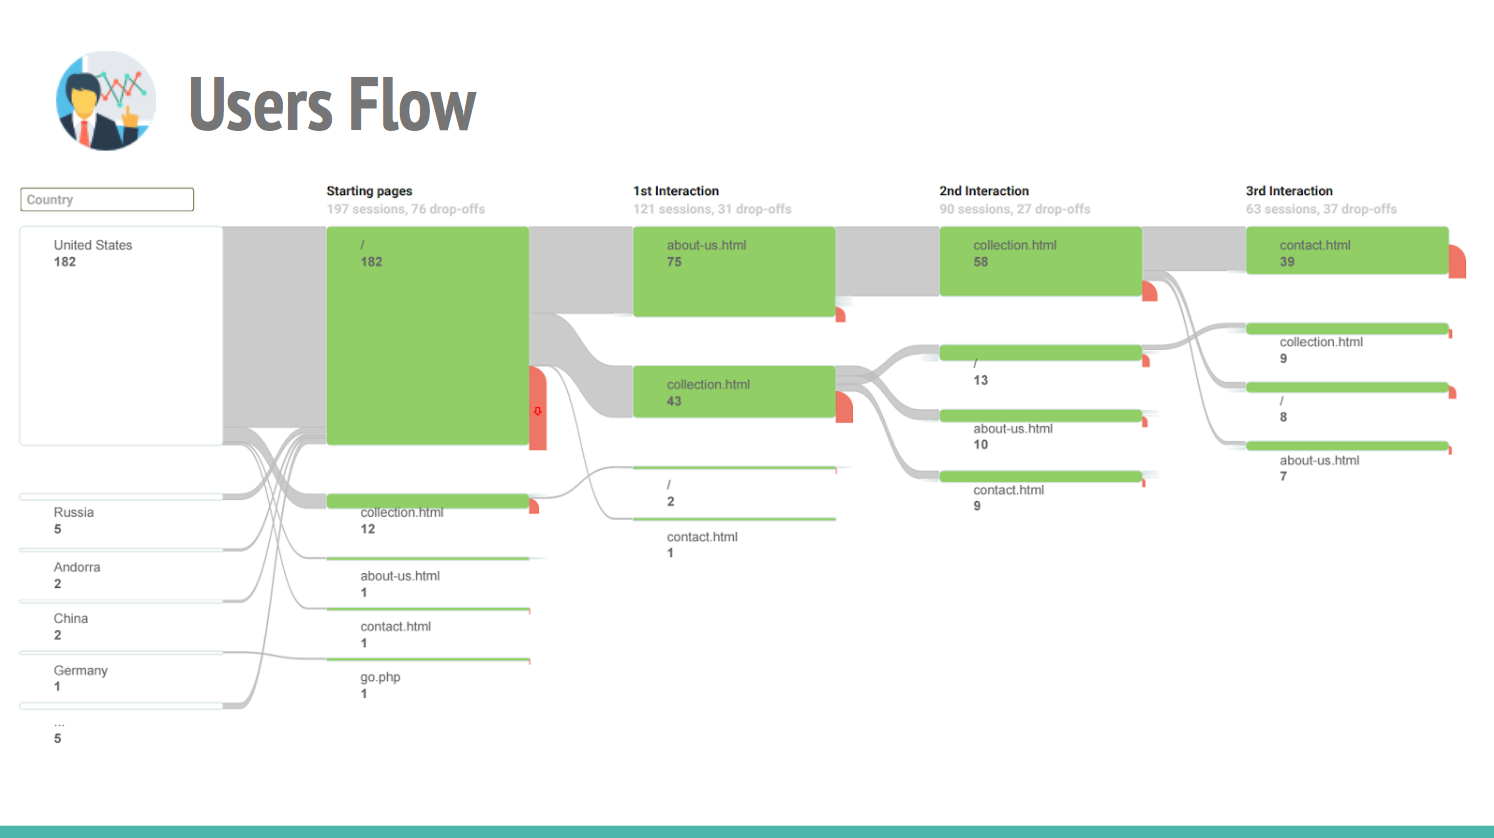 Users Flow
Country
United States
182
Russia
5
Andorra
2
China
2
Germany
1
...
5
Starting pages
197 sessions, 76 drop-offs
/
182
collection.html
12
about-us.html
1
contact.html
1
go.php
1
1st Interaction
121 sessions, 31 drop-offs
about-us.html
75
collection.html
43
/
2
contact.html
1
2nd Interaction
90 sessions, 27 drop-offs
collection.html
58
/
13
about-us.html
10
contact.html
9
3rd Interaction
63 sessions, 37 drop-offs
contact.html
39
collection.html
9
/
8
about-us.html
7